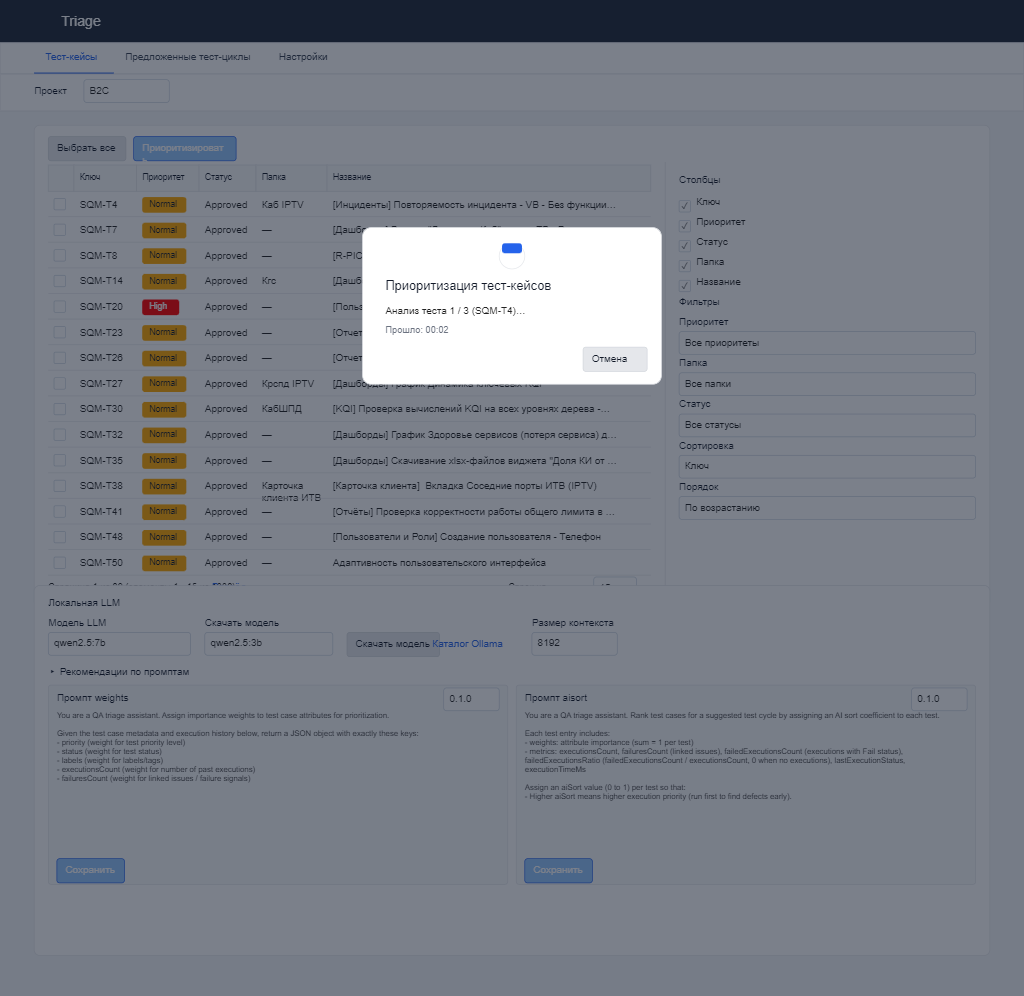 Triage
Тест-кейсы Предложенные тест-циклы Настройки
Проект B2C
Выбрать все Приоритизироват
Ключ Приоритет Статус Папка Название
SQM-T4 Normal Approved Каб IPTV [Инциденты] Повторяемость инцидента - VB - Без функции...
SQM-T7 Normal Approved —
SQM-T8 Normal Approved — [R-PIC
SQM-T14 Normal Approved Кгс [Дашб
SQM-T20 High Approved — [Польз
SQM-T23 Normal Approved — [Отчет
SQM-T26 Normal Approved — [Отчет
SQM-T27 Normal Approved Крспд IPTV [Дашборды] График динамика ключевых KQI
SQM-T30 Normal Approved КабШПД [KQI] Проверка вычислений KQI на всех уровнях дерева -...
SQM-T32 Normal Approved — [Дашборды] График Здоровье сервисов (потеря сервиса) д...
SQM-T35 Normal Approved — [Дашборды] Скачивание xlsx-файлов виджета "Доля КИ от ...
SQM-T38 Normal Approved Карточка клиента ИТВ [Карточка клиента] Вкладка Соседние порты ИТВ (IPTV)
SQM-T41 Normal Approved — [Отчёты] Проверка корректности работы общего лимита в ...
SQM-T48 Normal Approved — [Пользователи и Роли] Создание пользователя - Телефон
SQM-T50 Normal Approved — Адаптивность пользовательского интерфейса
Приоритизация тест-кейсов
Анализ теста 1 / 3 (SQM-T4)...
Прошло: 00:02
Отмена
Столбцы
Ключ
Приоритет
Статус
Папка
Название
Фильтры
Приоритет
Все приоритеты
Папка
Все папки
Статус
Все статусы
Сортировка
Ключ
Порядок
По возрастанию
Локальная LLM
Модель LLM Скачать модель Размер контекста
qwen2.5:7b qwen2.5:3b Скачать модель Каталог Ollama 8192
Рекомендации по промптам
Промпт weights 0.1.0
You are a QA triage assistant. Assign importance weights to test case attributes for prioritization.
Given the test case metadata and execution history below, return a JSON object with exactly these keys:
- priority (weight for test priority level)
- status (weight for test status)
- labels (weight for labels/tags)
- executionsCount (weight for number of past executions)
- failuresCount (weight for linked issues / failure signals)
Сохранить
Промпт aisort 0.1.0
You are a QA triage assistant. Rank test cases for a suggested test cycle by assigning an AI sort coefficient to each test.
Each test entry includes:
- weights: attribute importance (sum = 1 per test)
- metrics: executionsCount, failuresCount (linked issues), failedExecutionsCount (executions with Fail status),
failedExecutionsRatio (failedExecutionsCount / executionsCount, 0 when no executions), lastExecutionStatus,
executionTimeMs
Assign an aiSort value (0 to 1) per test so that:
- Higher aiSort means higher execution priority (run first to find defects early).
Сохранить